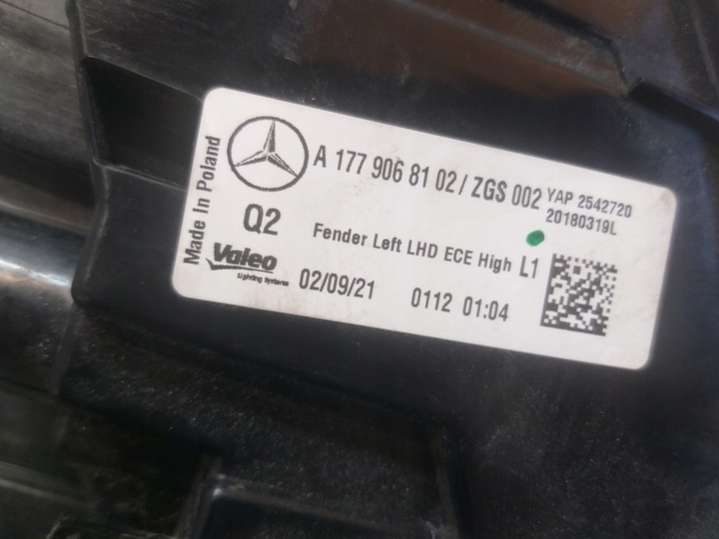 Made In Poland
A 177 906 81 02 / ZGS 002
YAP 2542720
20180319L
Q2
Fender Left LHD ECE High L1
Valeo
Lighting Systems
02/09/21 0112 01:04